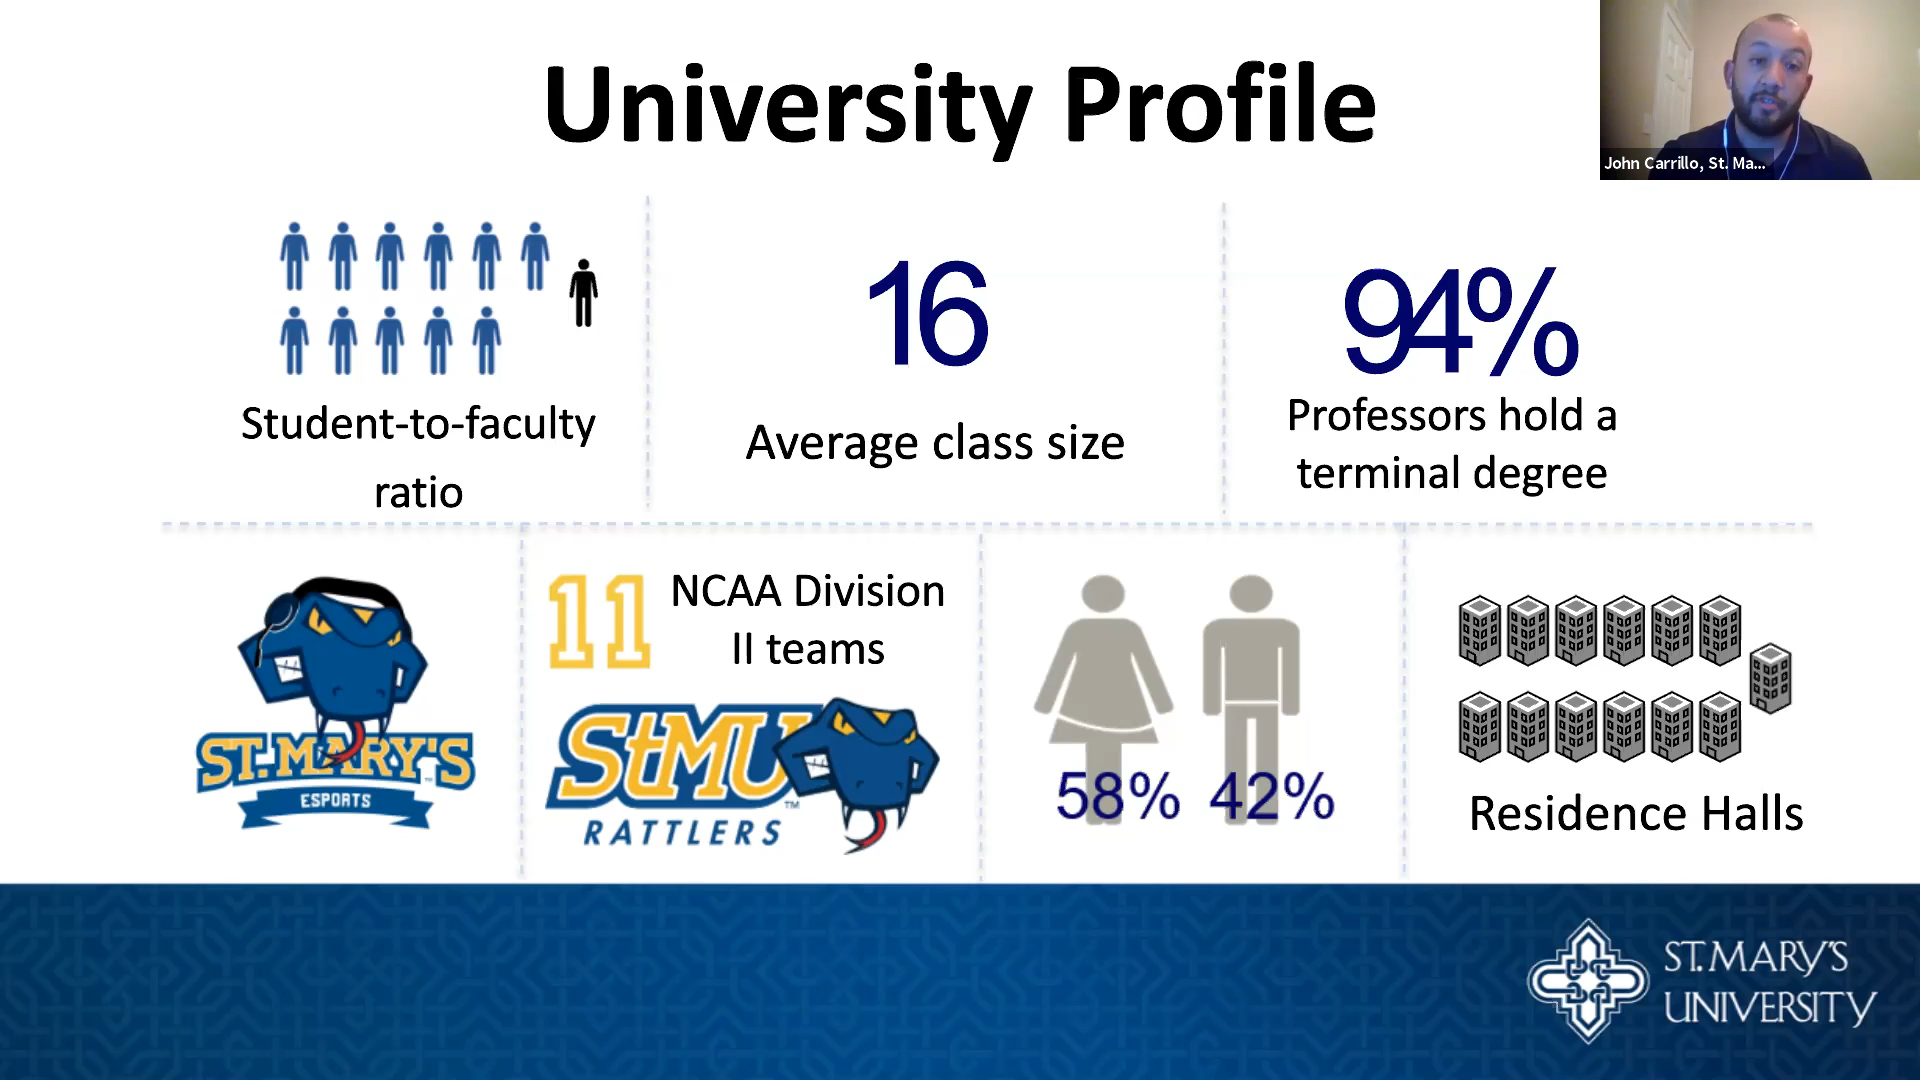 University Profile
John Carrillo, St. Ma...
Student-to-faculty
ratio
16
Average class size
94%
Professors hold a
terminal degree
ST. MARY'S
ESPORTS
11
NCAA Division
II teams
StMU
TM
RATTLERS
58%
42%
Residence Halls
ST. MARY'S
UNIVERSITY